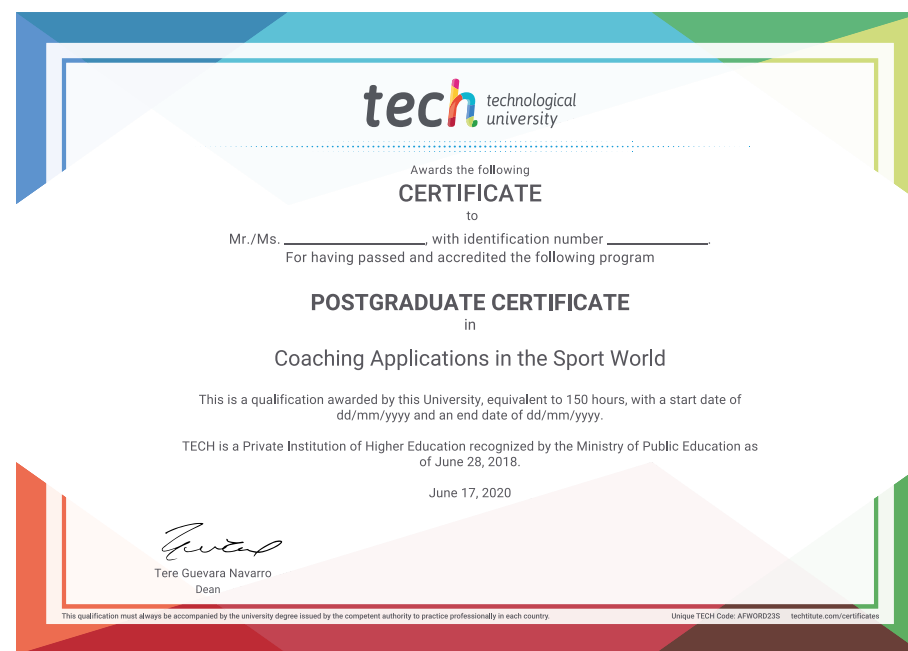 tech technological
university
Awards the following
CERTIFICATE
to
Mr./Ms. ________________, with identification number ____________.
For having passed and accredited the following program
POSTGRADUATE CERTIFICATE
in
Coaching Applications in the Sport World
This is a qualification awarded by this University, equivalent to 150 hours, with a start date of
dd/mm/yyyy and an end date of dd/mm/yyyy.
TECH is a Private Institution of Higher Education recognized by the Ministry of Public Education as
of June 28, 2018.
June 17, 2020
Tere Guevara Navarro
Dean
This qualification must always be accompanied by the university degree issued by the competent authority to practice professionally in each country.
Unique TECH Code: AFWORD23S techtitute.com/certificates